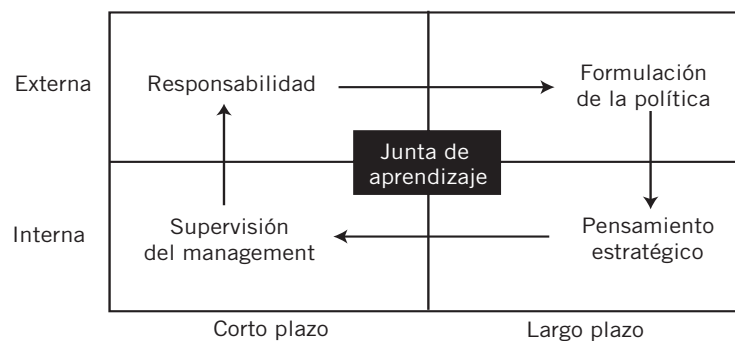 Externa
Responsabilidad
Formulación
de la política
Junta de
aprendizaje
Interna
Supervisión
del management
Pensamiento
estratégico
Corto plazo
Largo plazo